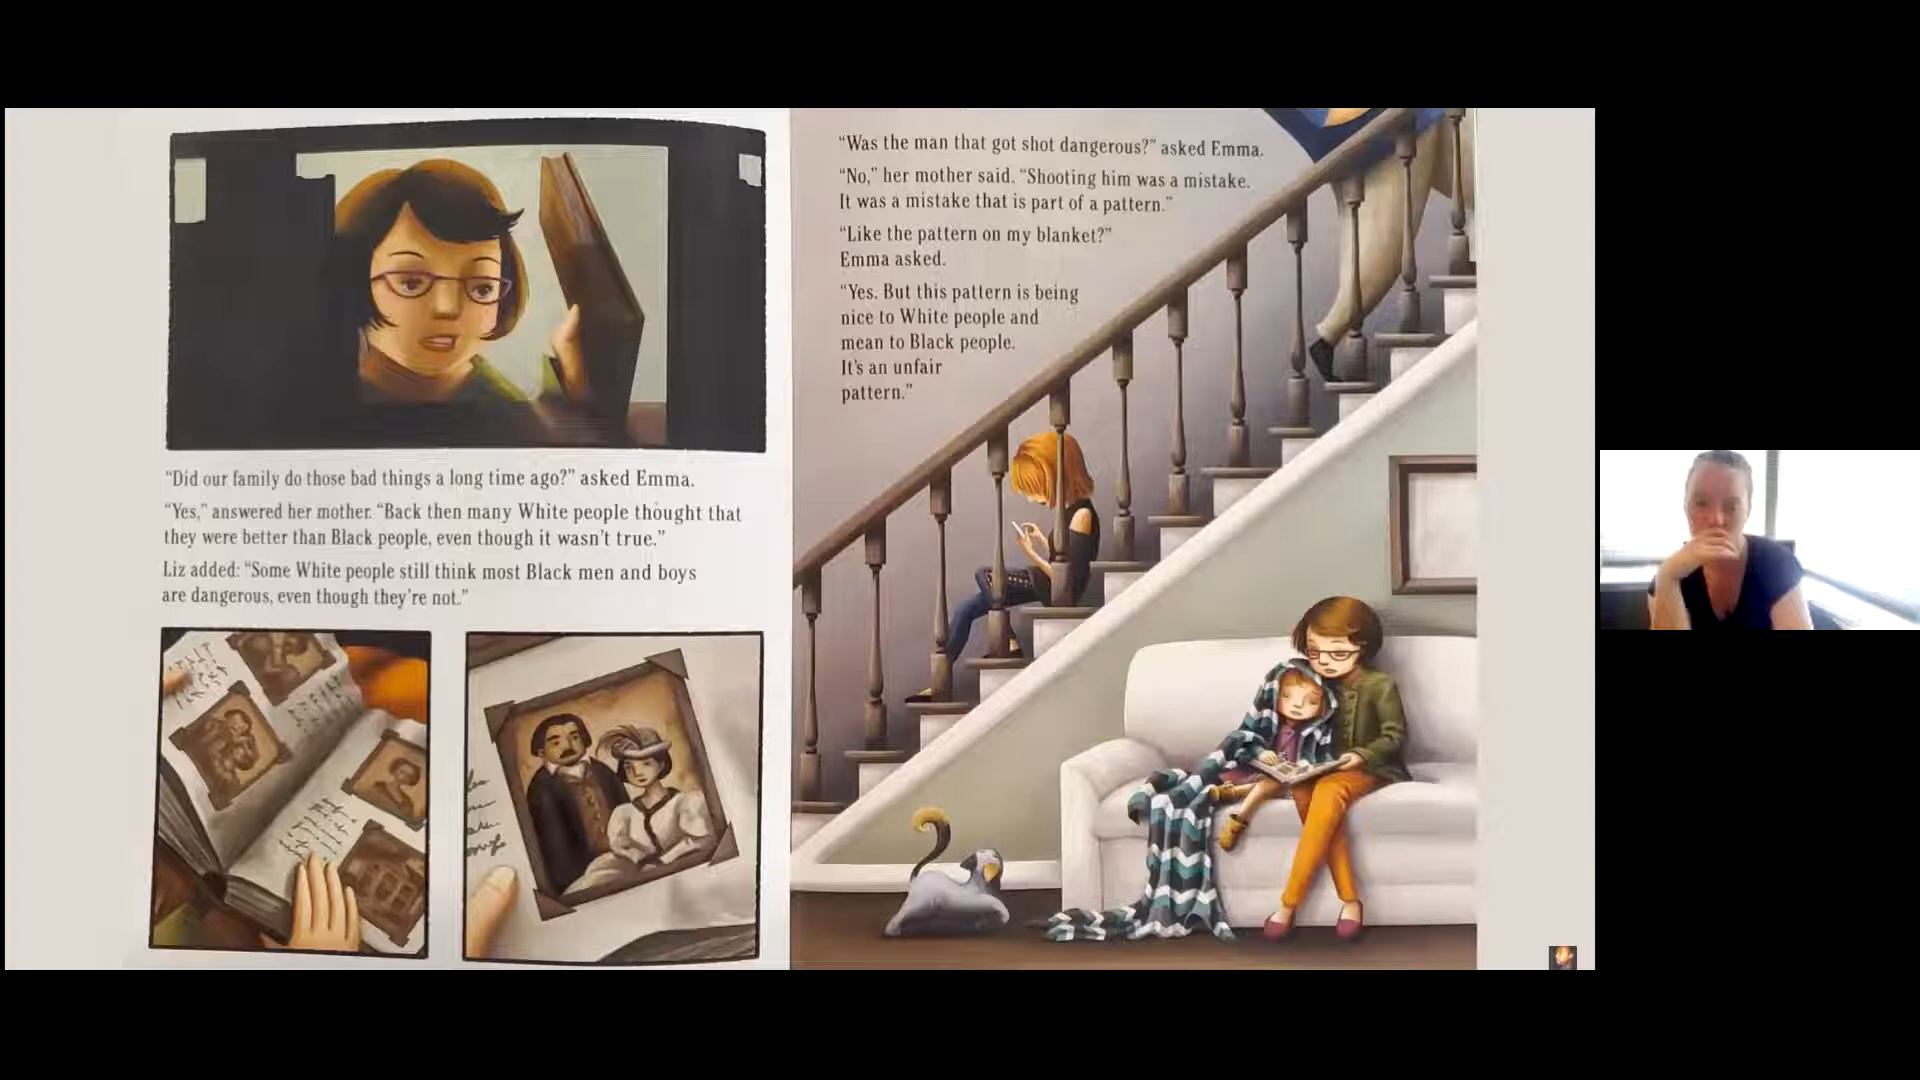 “Did our family do those bad things a long time ago?” asked Emma.
“Yes,” answered her mother. “Back then many White people thought that
they were better than Black people, even though it wasn’t true.”
Liz added: “Some White people still think most Black men and boys
are dangerous, even though they’re not.”
“Was the man that got shot dangerous?” asked Emma.
“No,” her mother said. “Shooting him was a mistake.
It was a mistake that is part of a pattern.”
“Like the pattern on my blanket?”
Emma asked.
“Yes. But this pattern is being
nice to White people and
mean to Black people.
It’s an unfair
pattern.”